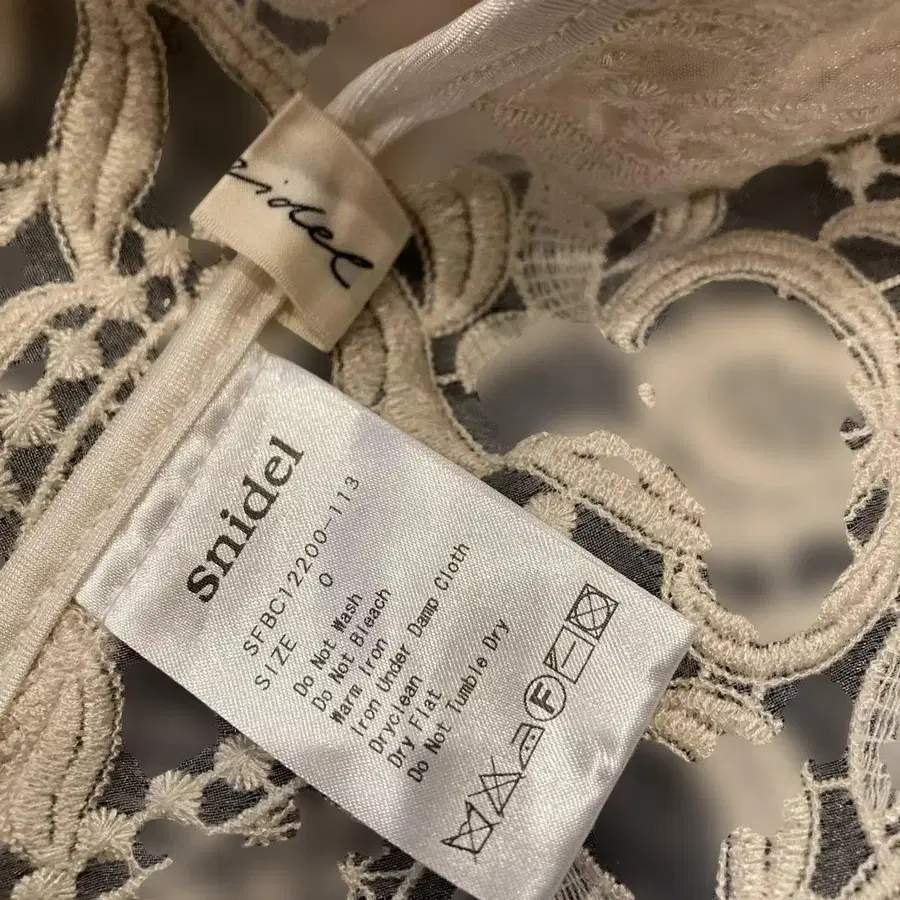 snidel
snidel
SFBC12200-113
SIZE 0
Do Not Wash
Do Not Bleach
Warm Iron
Iron Under Damp Cloth
Dryclean
Dry Flat
Do Not Tumble Dry
F